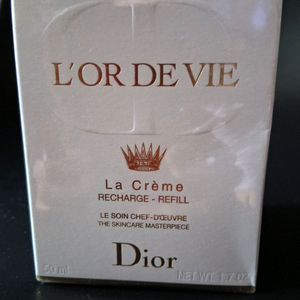 L'OR DE VIE
La Crème
RECHARGE - REFILL
LE SOIN CHEF-D'ŒUVRE
THE SKINCARE MASTERPIECE
Dior
50 ml
NET WT. 1.7 OZ